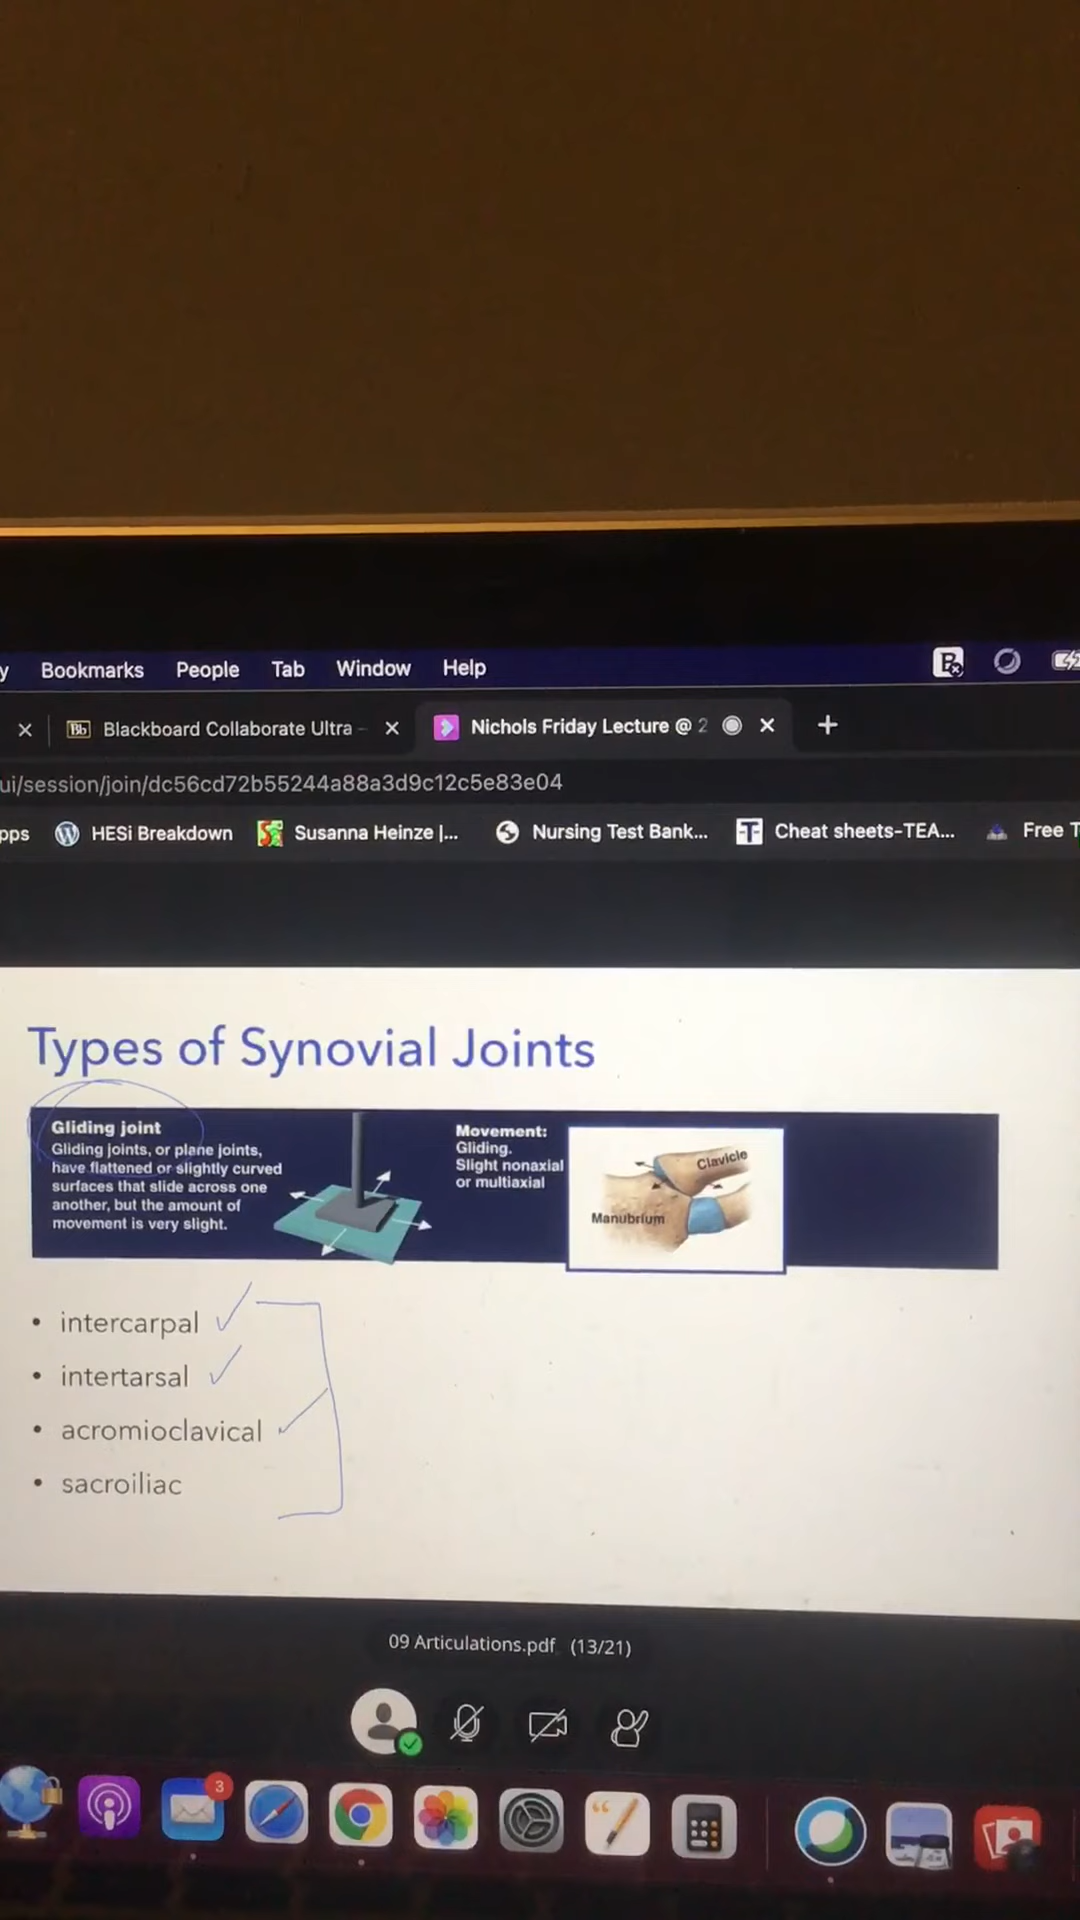 Bookmarks People Tab Window Help
Blackboard Collaborate Ultra
Nichols Friday Lecture @ 2
ui/session/join/dc56cd72b55244a88a3d9c12c5e83e04
HESi Breakdown
Susanna Heinze |...
Nursing Test Bank...
Cheat sheets-TEA...
Free T
Types of Synovial Joints
Gliding joint
Gliding joints, or plane joints,
have flattened or slightly curved
surfaces that slide across one
another, but the amount of
movement is very slight.
Movement:
Gliding.
Slight nonaxial
or multiaxial
Clavicle
Manubrium
• intercarpal
• intertarsal
• acromioclavical
• sacroiliac
09 Articulations.pdf (13/21)
3